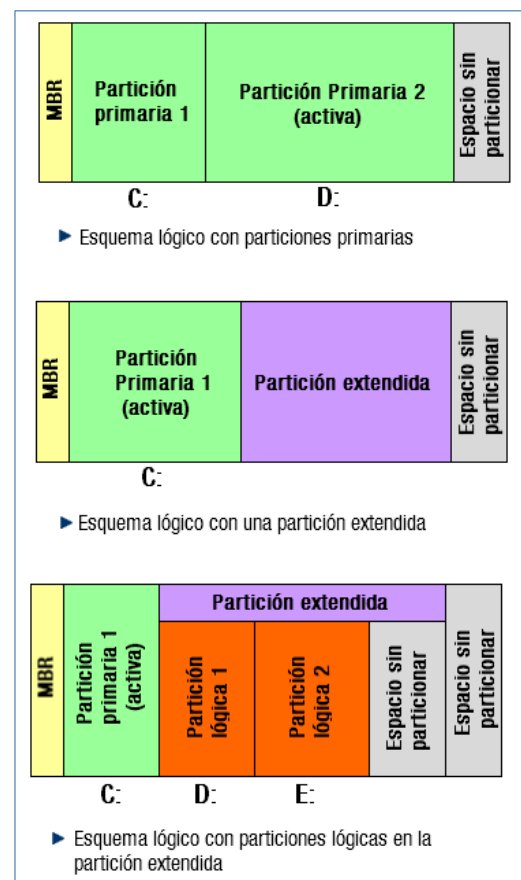 MBR
Partición
primaria 1
Partición Primaria 2
(activa)
Espacio sin
particionar
C:
D:
► Esquema lógico con particiones primarias
MBR
Partición
Primaria 1
(activa)
Partición extendida
Espacio sin
particionar
C:
► Esquema lógico con una partición extendida
MBR
Partición
primaria 1
(activa)
Partición extendida
Partición
lógica 1
Partición
lógica 2
Espacio sin
particionar
Espacio sin
particionar
C:
D:
E:
► Esquema lógico con particiones lógicas en la
partición extendida